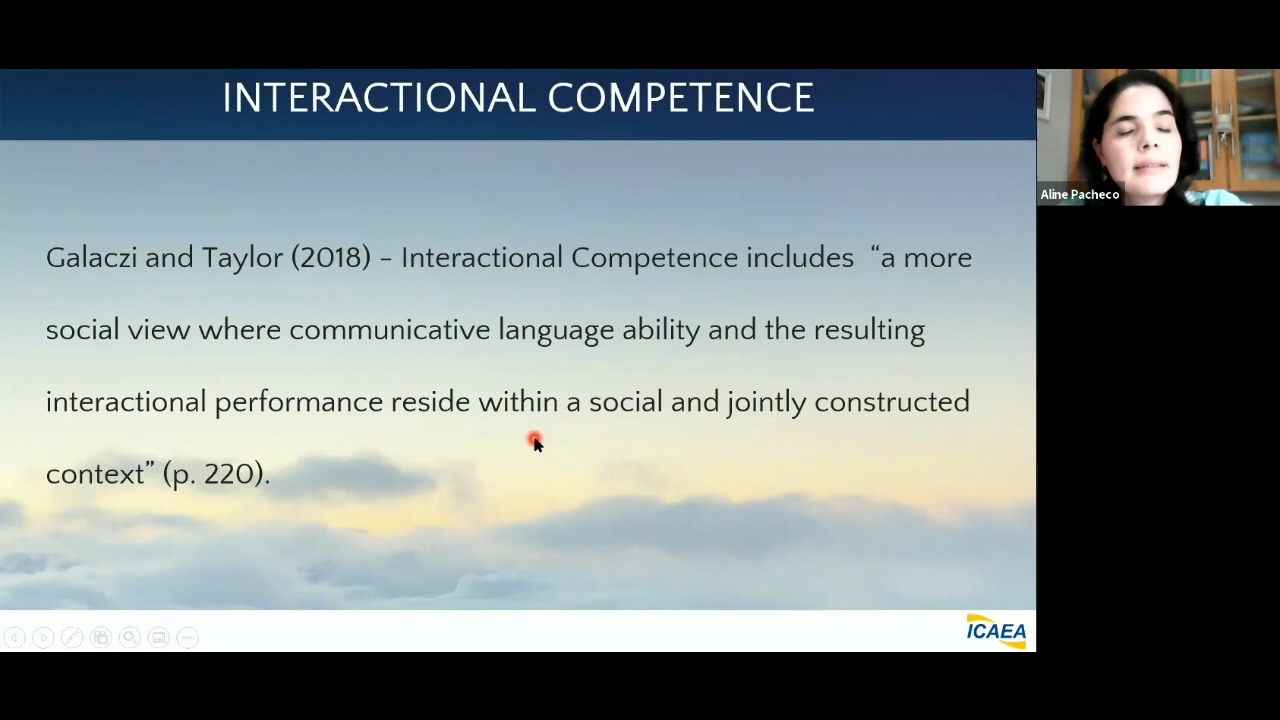 INTERACTIONAL COMPETENCE
Galaczi and Taylor (2018) – Interactional Competence includes “a more
social view where communicative language ability and the resulting
interactional performance reside within a social and jointly constructed
context” (p. 220).
Aline Pacheco
ICAEA